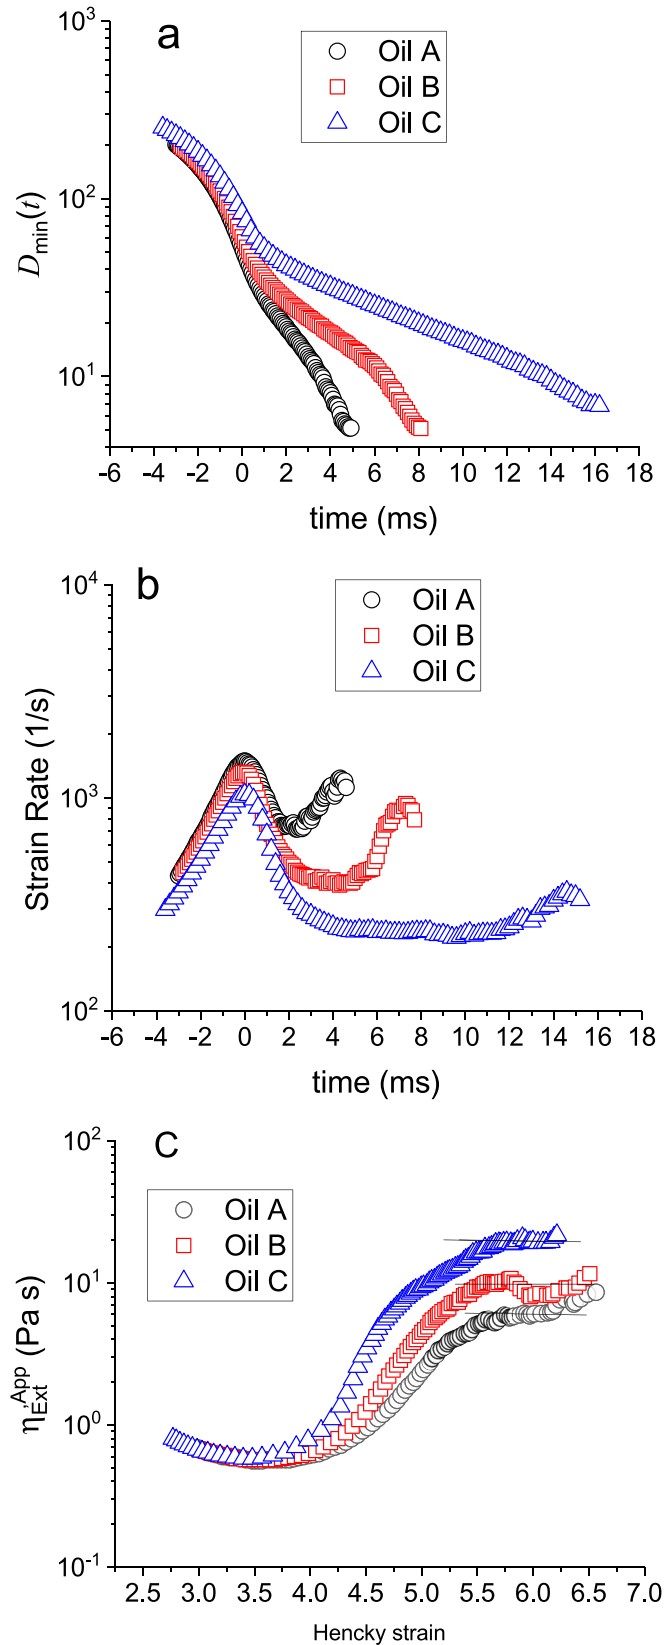 a
Oil A
Oil B
Oil C
10³
10²
10¹
D_min(t)
-6 -4 -2 0 2 4 6 8 10 12 14 16 18
time (ms)
b
Oil A
Oil B
Oil C
10⁴
10³
10²
Strain Rate (1/s)
-6 -4 -2 0 2 4 6 8 10 12 14 16 18
time (ms)
C
Oil A
Oil B
Oil C
10²
10¹
10⁰
10⁻¹
η_Ext^App (Pa s)
2.5 3.0 3.5 4.0 4.5 5.0 5.5 6.0 6.5 7.0
Hencky strain